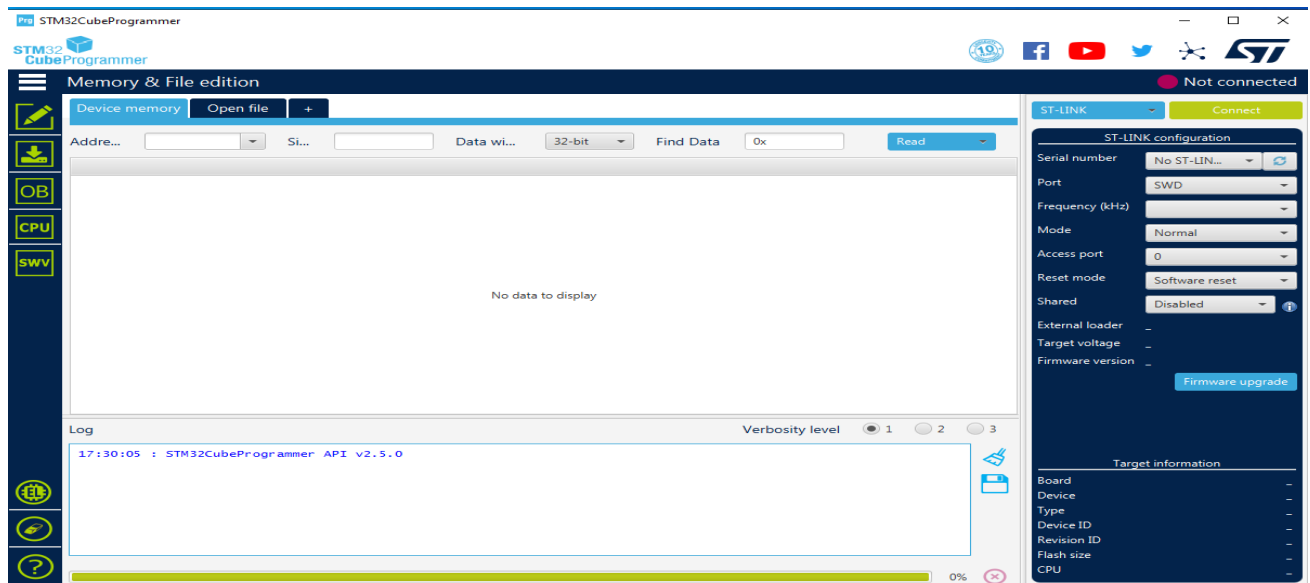 Prg STM32CubeProgrammer
STM32
CubeProgrammer
10
ST
Memory & File edition
Not connected
Device memory Open file +
ST-LINK Connect
Addre... Si... Data wi... 32-bit Find Data 0x Read
ST-LINK configuration
Serial number No ST-LIN...
Port SWD
Frequency (kHz)
Mode Normal
Access port 0
Reset mode Software reset
Shared Disabled
External loader _
Target voltage _
Firmware version _
Firmware upgrade
OB
CPU
SWV
No data to display
Log Verbosity level 1 2 3
17:30:05 : STM32CubeProgrammer API v2.5.0
Target information
Board _
Device _
Type _
Device ID _
Revision ID _
Flash size _
CPU _
EL
?
0%